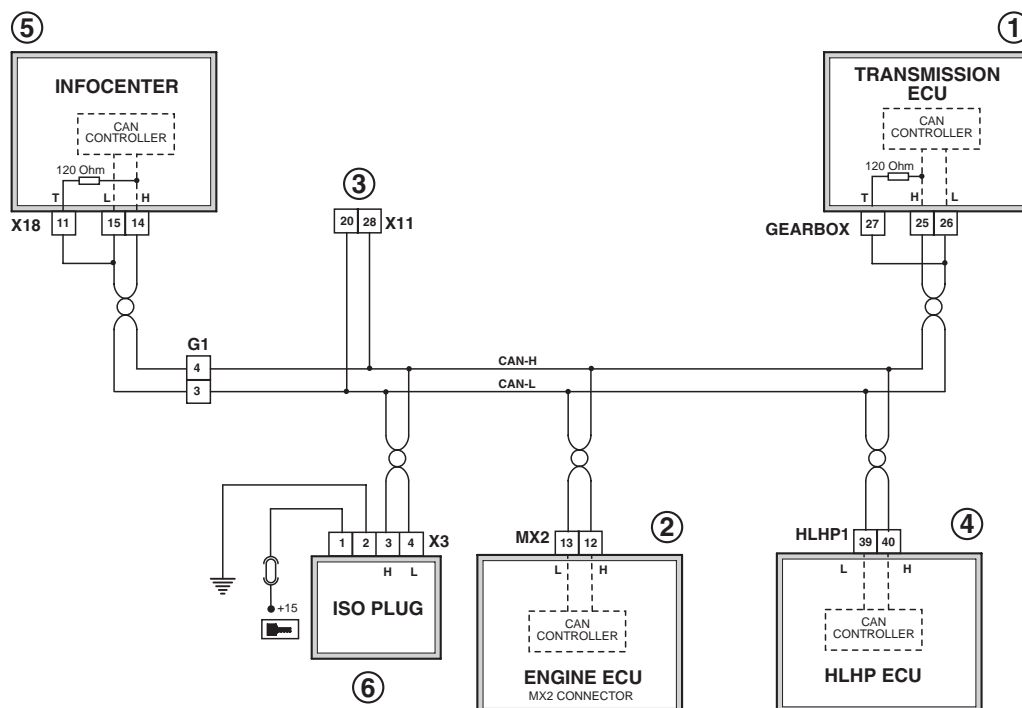 5
INFOCENTER
CAN
CONTROLLER
120 Ohm
T L H
X18 11 15 14
3
20 28 X11
1
TRANSMISSION
ECU
CAN
CONTROLLER
120 Ohm
T H L
GEARBOX 27 25 26
G1
4
3
CAN-H
CAN-L
1 2 3 4 X3
H L
ISO PLUG
+15
6
2
MX2 13 12
L H
CAN
CONTROLLER
ENGINE ECU
MX2 CONNECTOR
4
HLHP1 39 40
L H
CAN
CONTROLLER
HLHP ECU